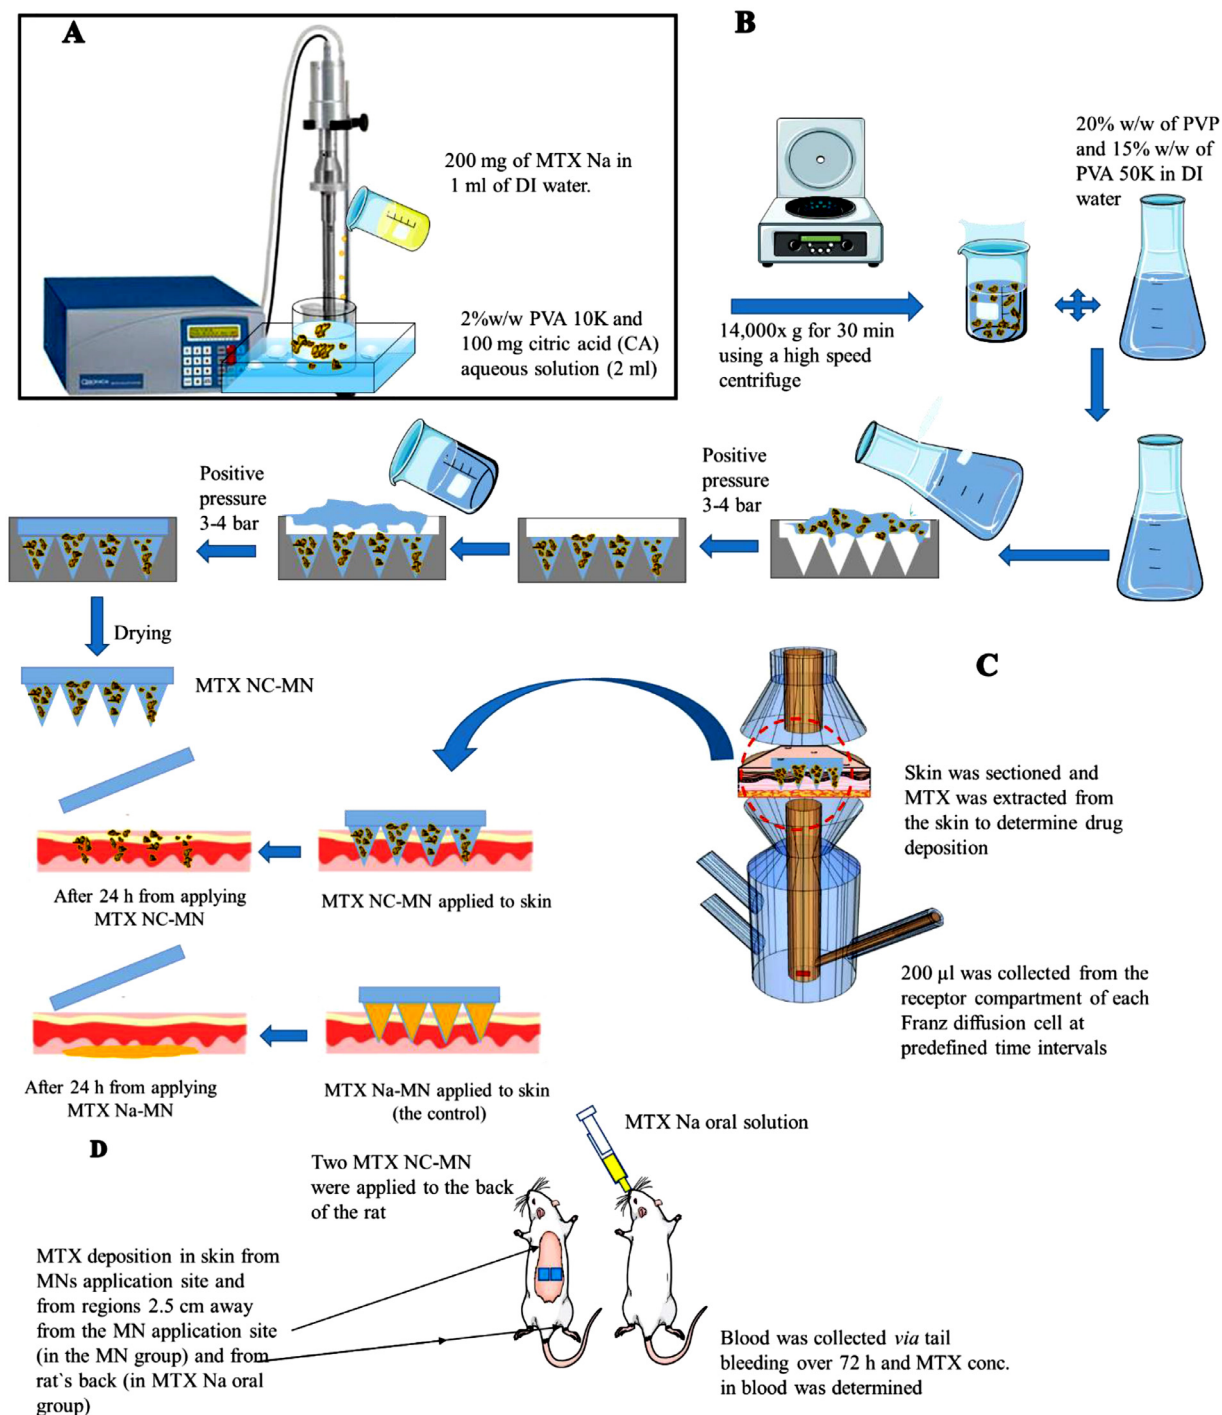 A
200 mg of MTX Na in
1 ml of DI water.
2%w/w PVA 10K and
100 mg citric acid (CA)
aqueous solution (2 ml)
B
20% w/w of PVP
and 15% w/w of
PVA 50K in DI
water
14,000x g for 30 min
using a high speed
centrifuge
Positive
pressure
3-4 bar
Positive
pressure
3-4 bar
Drying
MTX NC-MN
C
Skin was sectioned and
MTX was extracted from
the skin to determine drug
deposition
After 24 h from applying
MTX NC-MN
MTX NC-MN applied to skin
200 µl was collected from the
receptor compartment of each
Franz diffusion cell at
predefined time intervals
After 24 h from applying
MTX Na-MN
MTX Na-MN applied to skin
(the control)
D
MTX Na oral solution
Two MTX NC-MN
were applied to the back
of the rat
MTX deposition in skin from
MNs application site and
from regions 2.5 cm away
from the MN application site
(in the MN group) and from
rat`s back (in MTX Na oral
group)
Blood was collected via tail
bleeding over 72 h and MTX conc.
in blood was determined